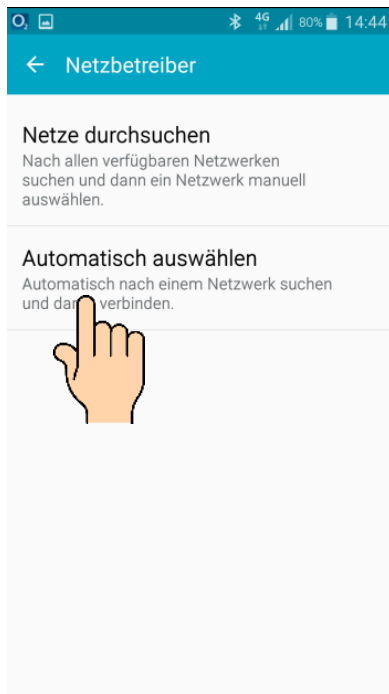 O₂ 4G 80% 14:44
Netzbetreiber
Netze durchsuchen
Nach allen verfügbaren Netzwerken
suchen und dann ein Netzwerk manuell
auswählen.
Automatisch auswählen
Automatisch nach einem Netzwerk suchen
und verbinden.